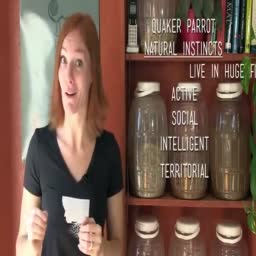 QUAKER PARROT
NATURAL INSTINCTS
LIVE IN HUGE
ACTIVE
SOCIAL
INTELLIGENT
TERRITORIAL